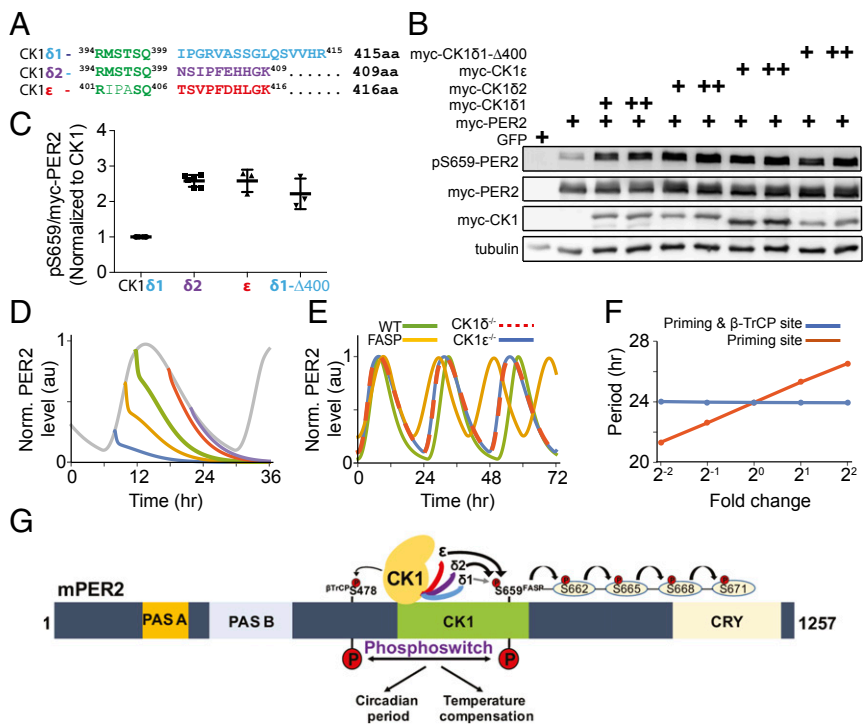 A
CK1δ1 - ³⁹⁴RMSTSQ³⁹⁹ IPGRVASSGLQSVVHR⁴¹⁵ 415aa
CK1δ2- ³⁹⁴RMSTSQ³⁹⁹ NSIPFEHHGK⁴⁰⁹...... 409aa
CK1ε - ⁴⁰¹RIPASQ⁴⁰⁶ TSVPFDHLGK⁴¹⁶...... 416aa
B
myc-CK1δ1-Δ400 + ++
myc-CK1ε + ++
myc-CK1δ2 + ++
myc-CK1δ1 + ++
myc-PER2 + + + + + + + + +
GFP +
pS659-PER2
myc-PER2
myc-CK1
tubulin
C
pS659/myc-PER2
(Normalized to CK1)
4
3
2
1
0
CK1δ1 δ2 ε δ1-Δ400
D
Norm. PER2
level (au)
1
0
0 12 24 36
Time (hr)
E
WT CK1δ⁻/⁻
FASP CK1ε⁻/⁻
Norm. PER2
level (au)
1
0
0 24 48 72
Time (hr)
F
Priming & β-TrCP site
Priming site
Period (hr)
28
24
20
2⁻² 2⁻¹ 2⁰ 2¹ 2²
Fold change
G
mPER2
CK1
ε
δ2
δ1
P
βTrCP S478
P
S659 FASP
P P P P
S662 S665 S668 S671
1 PAS A PAS B CK1 CRY 1257
Phosphoswitch
P P
Circadian
period
Temperature
compensation